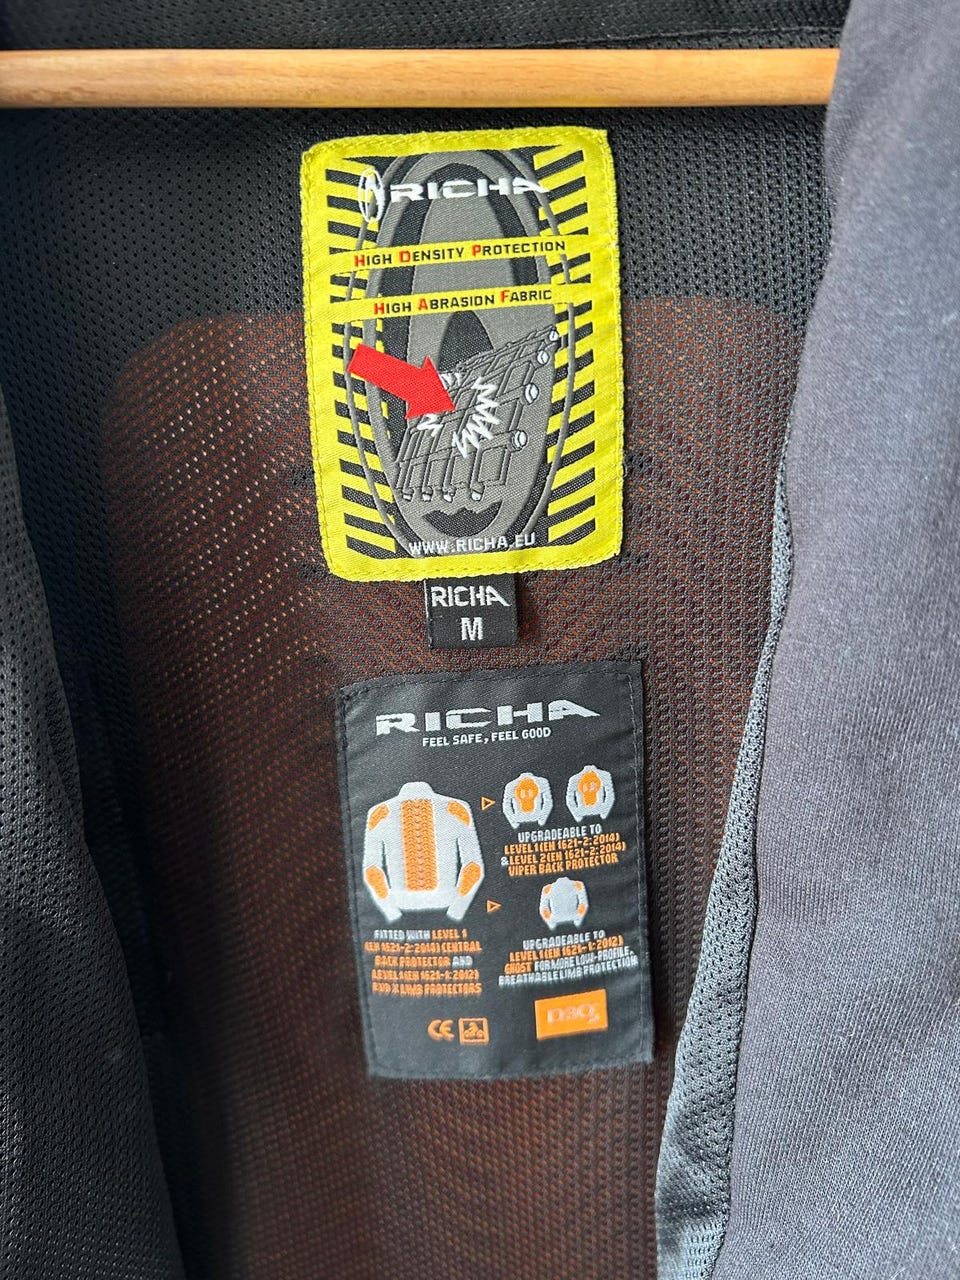 RICHA
HIGH DENSITY PROTECTION
HIGH ABRASION FABRIC
WWW.RICHA.EU
RICHA
M
RICHA
FEEL SAFE, FEEL GOOD
UPGRADEABLE TO
LEVEL 1 (EN 1621-2:2014)
& LEVEL 2 (EN 1621-2:2014)
VIPER BACK PROTECTOR
FITTED WITH LEVEL 1
(EN 1621-2:2014) CENTRAL
BACK PROTECTOR AND
LEVEL 1 (EN 1621-1:2012)
LIMB PROTECTORS
UPGRADEABLE TO
LEVEL 1 (EN 1621-1:2012)
GHOST FOR MORE LOW-PROFILE,
BREATHABLE LIMB PROTECTION
CE
D3O